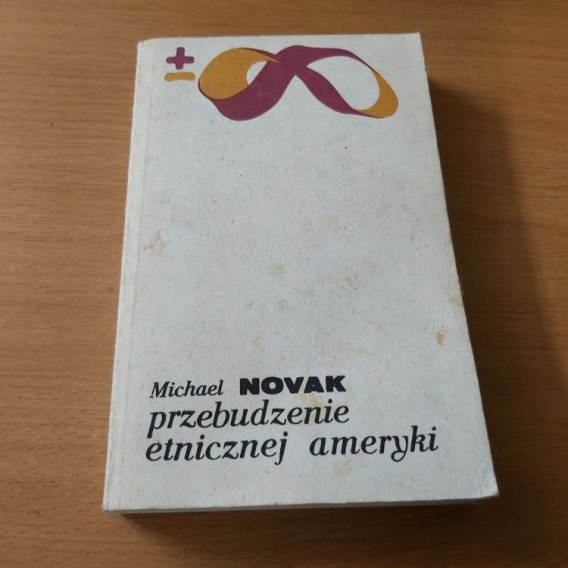 ±∞
Michael NOVAK
przebudzenie
etnicznej ameryki